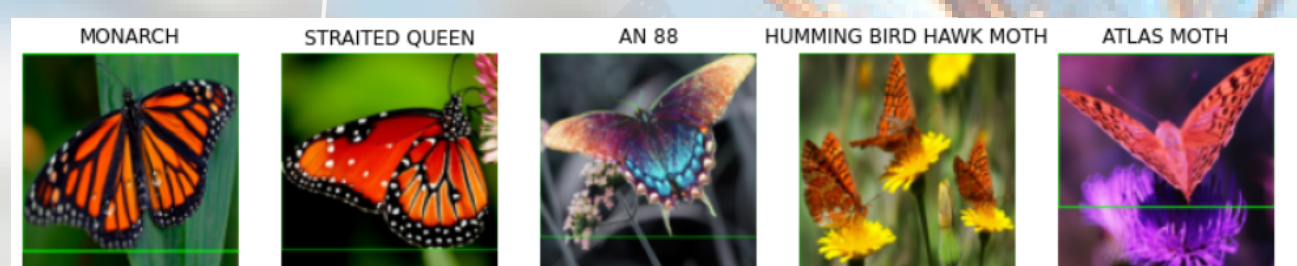 MONARCH
STRAITED QUEEN
AN 88
HUMMING BIRD HAWK MOTH
ATLAS MOTH